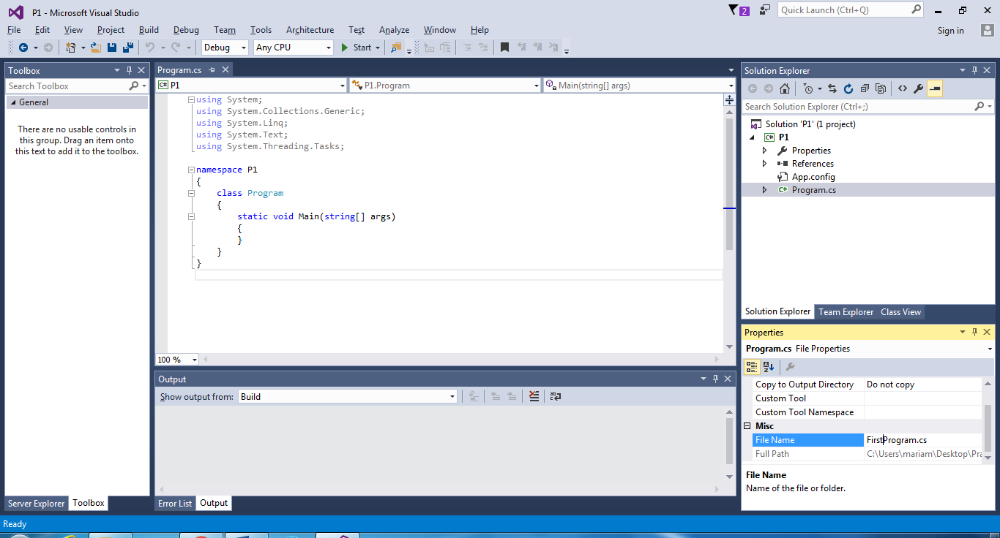 P1 - Microsoft Visual Studio
2
Quick Launch (Ctrl+Q)
File Edit View Project Build Debug Team Tools Architecture Test Analyze Window Help
Sign in
Debug Any CPU Start
Toolbox
Search Toolbox
General
There are no usable controls in
this group. Drag an item onto
this text to add it to the toolbox.
Server Explorer Toolbox
Program.cs
C# P1 P1.Program Main(string[] args)
using System;
using System.Collections.Generic;
using System.Linq;
using System.Text;
using System.Threading.Tasks;
namespace P1
{
class Program
{
static void Main(string[] args)
{
}
}
}
100 %
Output
Show output from: Build
Error List Output
Solution Explorer
Search Solution Explorer (Ctrl+;)
Solution 'P1' (1 project)
C# P1
Properties
References
App.config
C# Program.cs
Solution Explorer Team Explorer Class View
Properties
Program.cs File Properties
Copy to Output Directory Do not copy
Custom Tool
Custom Tool Namespace
Misc
File Name FirstProgram.cs
Full Path C:\Users\mariam\Desktop\Pra
File Name
Name of the file or folder.
Ready